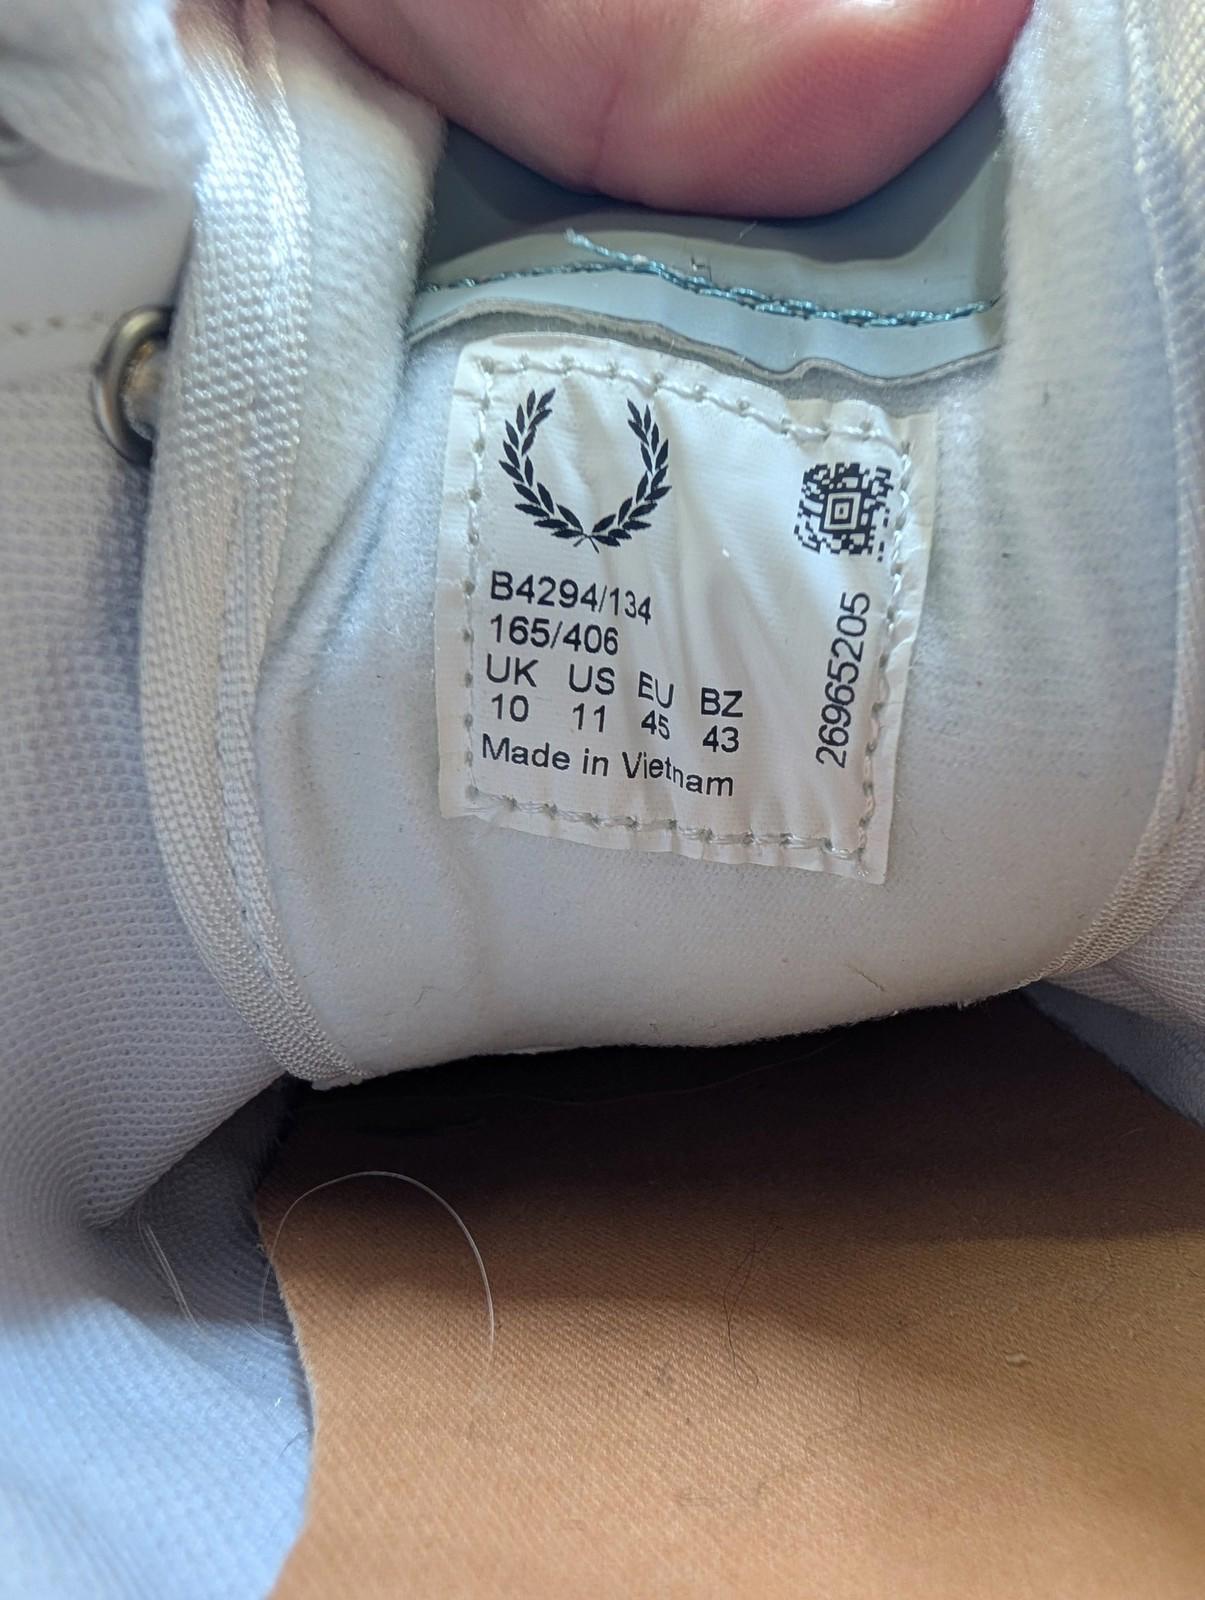 B4294/134
165/406
UK US EU BZ
10 11 45 43
Made in Vietnam
26965205